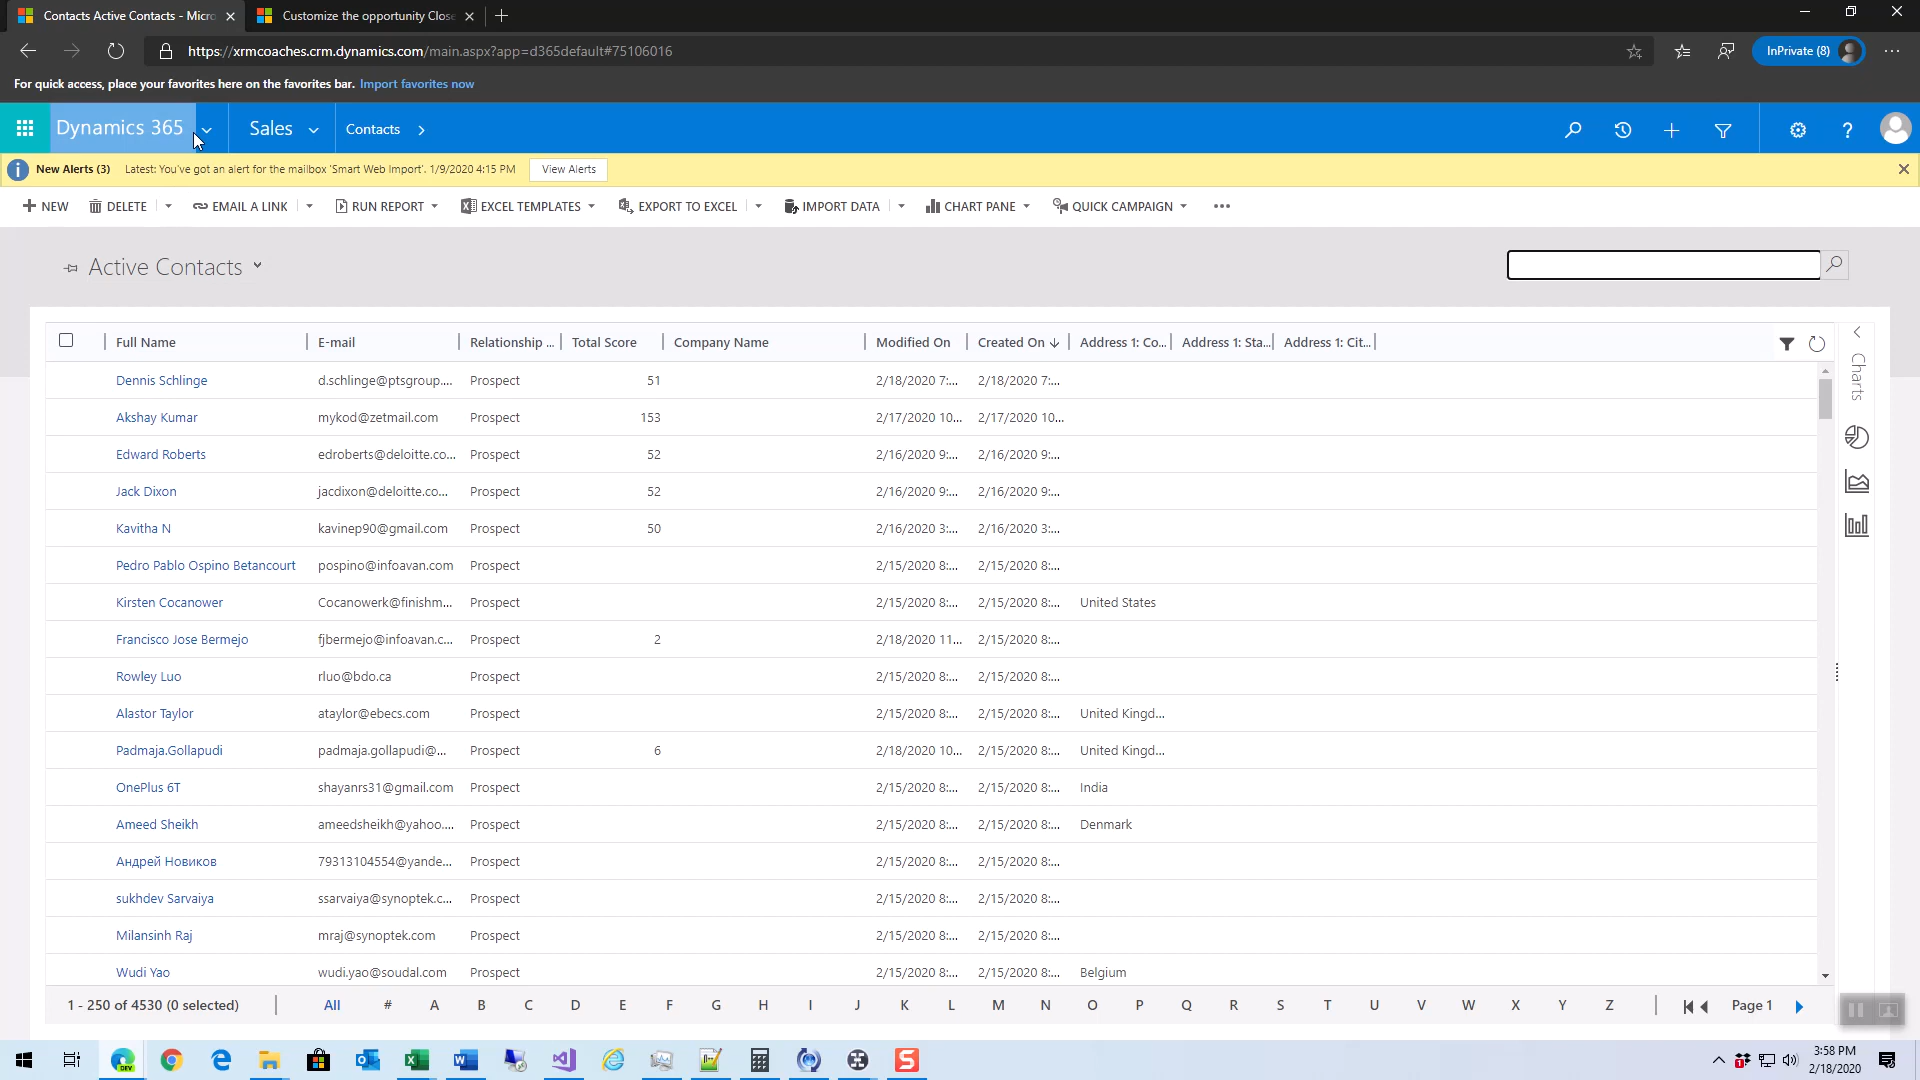 Contacts Active Contacts - Micro
Customize the opportunity Close
https://xrmcoaches.crm.dynamics.com/main.aspx?app=d365default#75106016
InPrivate (8)
For quick access, place your favorites here on the favorites bar. Import favorites now
Dynamics 365
Sales
Contacts
New Alerts (3) Latest: You've got an alert for the mailbox 'Smart Web Import'. 1/9/2020 4:15 PM View Alerts
NEW DELETE EMAIL A LINK RUN REPORT EXCEL TEMPLATES EXPORT TO EXCEL IMPORT DATA CHART PANE QUICK CAMPAIGN
Active Contacts
Full Name E-mail Relationship ... Total Score Company Name Modified On Created On Address 1: Co... Address 1: Sta... Address 1: Cit...
Charts
Dennis Schlinge d.schlinge@ptsgroup.... Prospect 51 2/18/2020 7:... 2/18/2020 7:...
Akshay Kumar mykod@zetmail.com Prospect 153 2/17/2020 10... 2/17/2020 10...
Edward Roberts edroberts@deloitte.co... Prospect 52 2/16/2020 9:... 2/16/2020 9:...
Jack Dixon jacdixon@deloitte.co... Prospect 52 2/16/2020 9:... 2/16/2020 9:...
Kavitha N kavinep90@gmail.com Prospect 50 2/16/2020 3:... 2/16/2020 3:...
Pedro Pablo Ospino Betancourt pospino@infoavan.com Prospect 2/15/2020 8:... 2/15/2020 8:...
Kirsten Cocanower Cocanowerk@finishm... Prospect 2/15/2020 8:... 2/15/2020 8:... United States
Francisco Jose Bermejo fjbermejo@infoavan.c... Prospect 2 2/18/2020 11... 2/15/2020 8:...
Rowley Luo rluo@bdo.ca Prospect 2/15/2020 8:... 2/15/2020 8:...
Alastor Taylor ataylor@ebecs.com Prospect 2/15/2020 8:... 2/15/2020 8:... United Kingd...
Padmaja.Gollapudi padmaja.gollapudi@... Prospect 6 2/18/2020 10... 2/15/2020 8:... United Kingd...
OnePlus 6T shayanrs31@gmail.com Prospect 2/15/2020 8:... 2/15/2020 8:... India
Ameed Sheikh ameedsheikh@yahoo.... Prospect 2/15/2020 8:... 2/15/2020 8:... Denmark
Андрей Новиков 79313104554@yande... Prospect 2/15/2020 8:... 2/15/2020 8:...
sukhdev Sarvaiya ssarvaiya@synoptek.c... Prospect 2/15/2020 8:... 2/15/2020 8:...
Milansinh Raj mraj@synoptek.com Prospect 2/15/2020 8:... 2/15/2020 8:...
Wudi Yao wudi.yao@soudal.com Prospect 2/15/2020 8:... 2/15/2020 8:... Belgium
1 - 250 of 4530 (0 selected) All # A B C D E F G H I J K L M N O P Q R S T U V W X Y Z Page 1
3:58 PM
2/18/2020